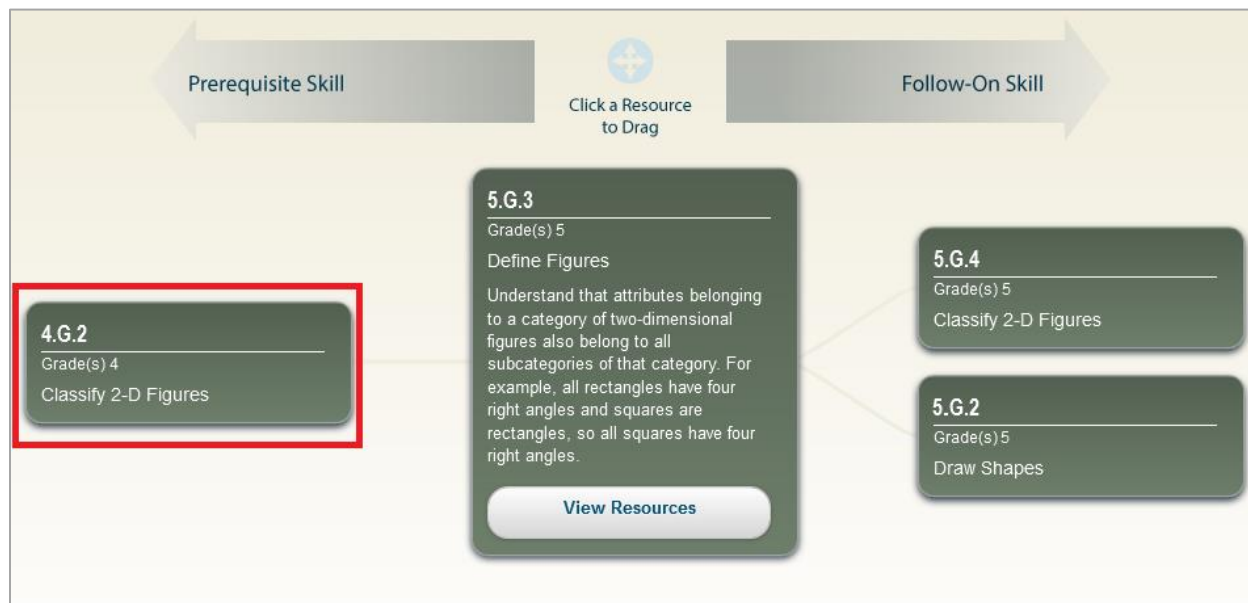 Prerequisite Skill
Click a Resource
to Drag
Follow-On Skill
4.G.2
Grade(s) 4
Classify 2-D Figures
5.G.3
Grade(s) 5
Define Figures
Understand that attributes belonging
to a category of two-dimensional
figures also belong to all
subcategories of that category. For
example, all rectangles have four
right angles and squares are
rectangles, so all squares have four
right angles.
View Resources
5.G.4
Grade(s) 5
Classify 2-D Figures
5.G.2
Grade(s) 5
Draw Shapes